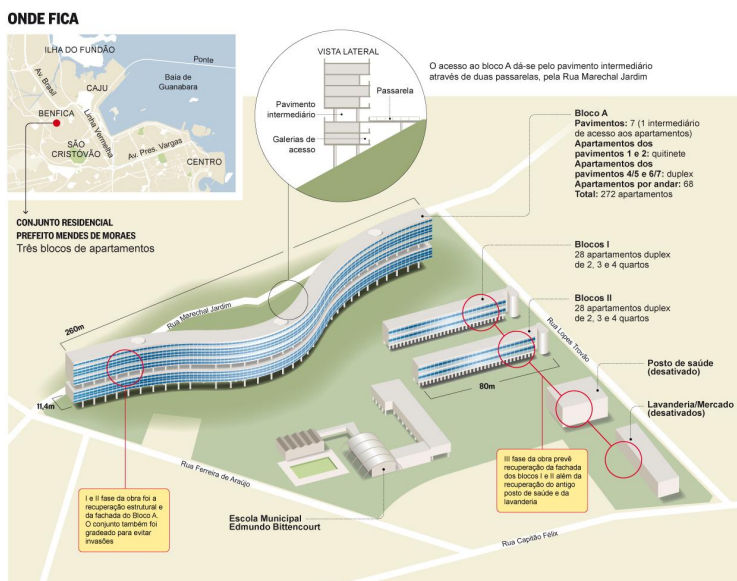 ONDE FICA
ILHA DO FUNDÃO
Ponte
Av. Brasil
CAJU
Baia de
Guanabara
BENFICA
Linha Vermelha
SÃO
CRISTÓVÃO
Av. Pres. Vargas
CENTRO
CONJUNTO RESIDENCIAL
PREFEITO MENDES DE MORAES
Três blocos de apartamentos
VISTA LATERAL
Pavimento
intermediário
Passarela
Galerias de
acesso
O acesso ao bloco A dá-se pelo pavimento intermediário
através de duas passarelas, pela Rua Marechal Jardim
Bloco A
Pavimentos: 7 (1 intermediário
de acesso aos apartamentos)
Apartamentos dos
pavimentos 1 e 2: quitinete
Apartamentos dos
pavimentos 4/5 e 6/7: duplex
Apartamentos por andar: 68
Total: 272 apartamentos
Blocos I
28 apartamentos duplex
de 2, 3 e 4 quartos
Blocos II
28 apartamentos duplex
de 2, 3 e 4 quartos
260m
Rua Marechal Jardim
Rua Lopes Trovão
11,4m
80m
Posto de saúde
(desativado)
Lavanderia/Mercado
(desativados)
Rua Ferreira de Araújo
I e II fase da obra foi a
recuperação estrutural e
da fachada do Bloco A.
O conjunto também foi
gradeado para evitar
invasões
III fase da obra prevê
recuperação da fachada
dos blocos I e II além da
recuperação do antigo
posto de saúde e da
lavanderia
Escola Municipal
Edmundo Bittencourt
Rua Capitão Félix